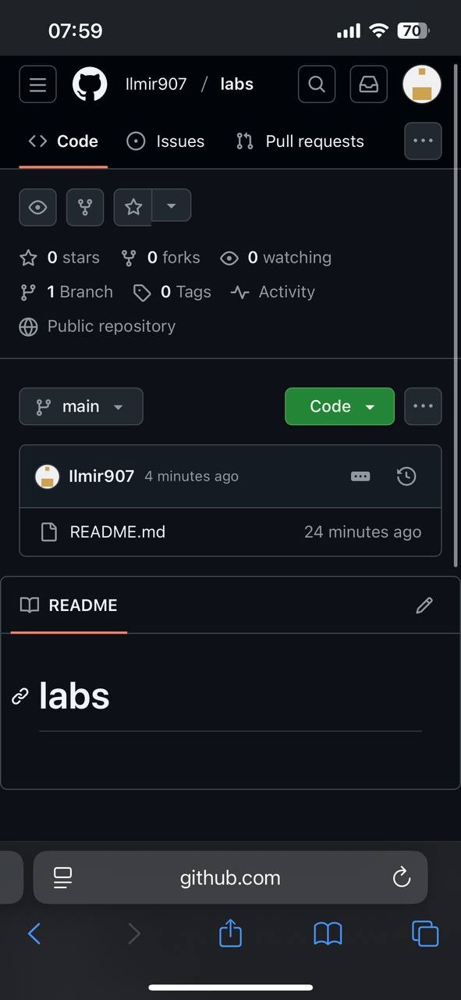 07:59
70
Ilmir907 / labs
Code Issues Pull requests
0 stars 0 forks 0 watching
1 Branch 0 Tags Activity
Public repository
main Code
Ilmir907 4 minutes ago
README.md 24 minutes ago
README
labs
github.com